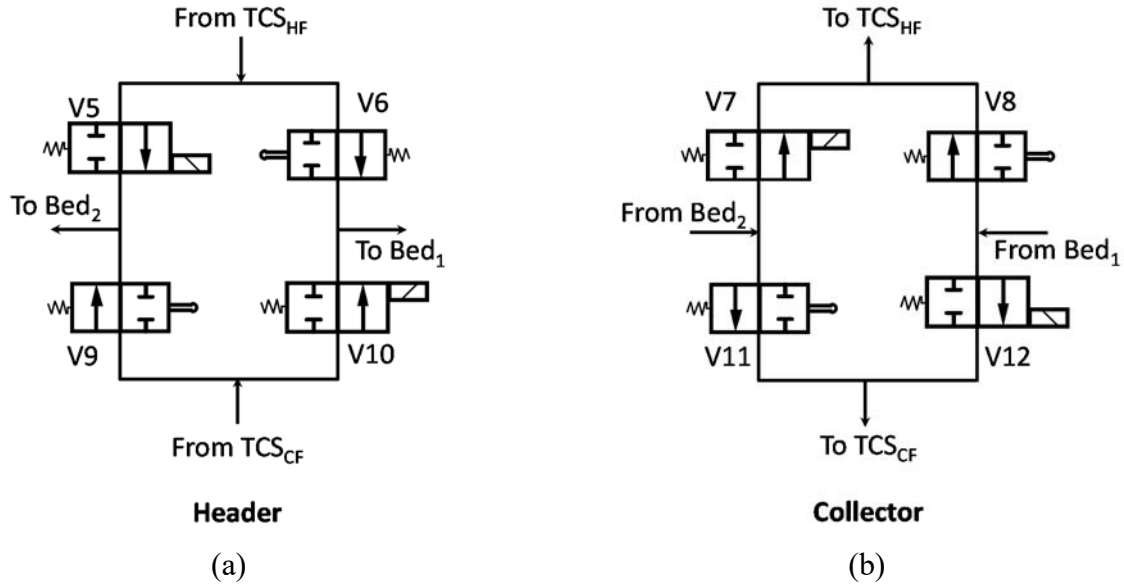 From TCS_HF
V5
V6
To Bed_2
To Bed_1
V9
V10
From TCS_CF
Header
(a)
To TCS_HF
V7
V8
From Bed_2
From Bed_1
V11
V12
To TCS_CF
Collector
(b)